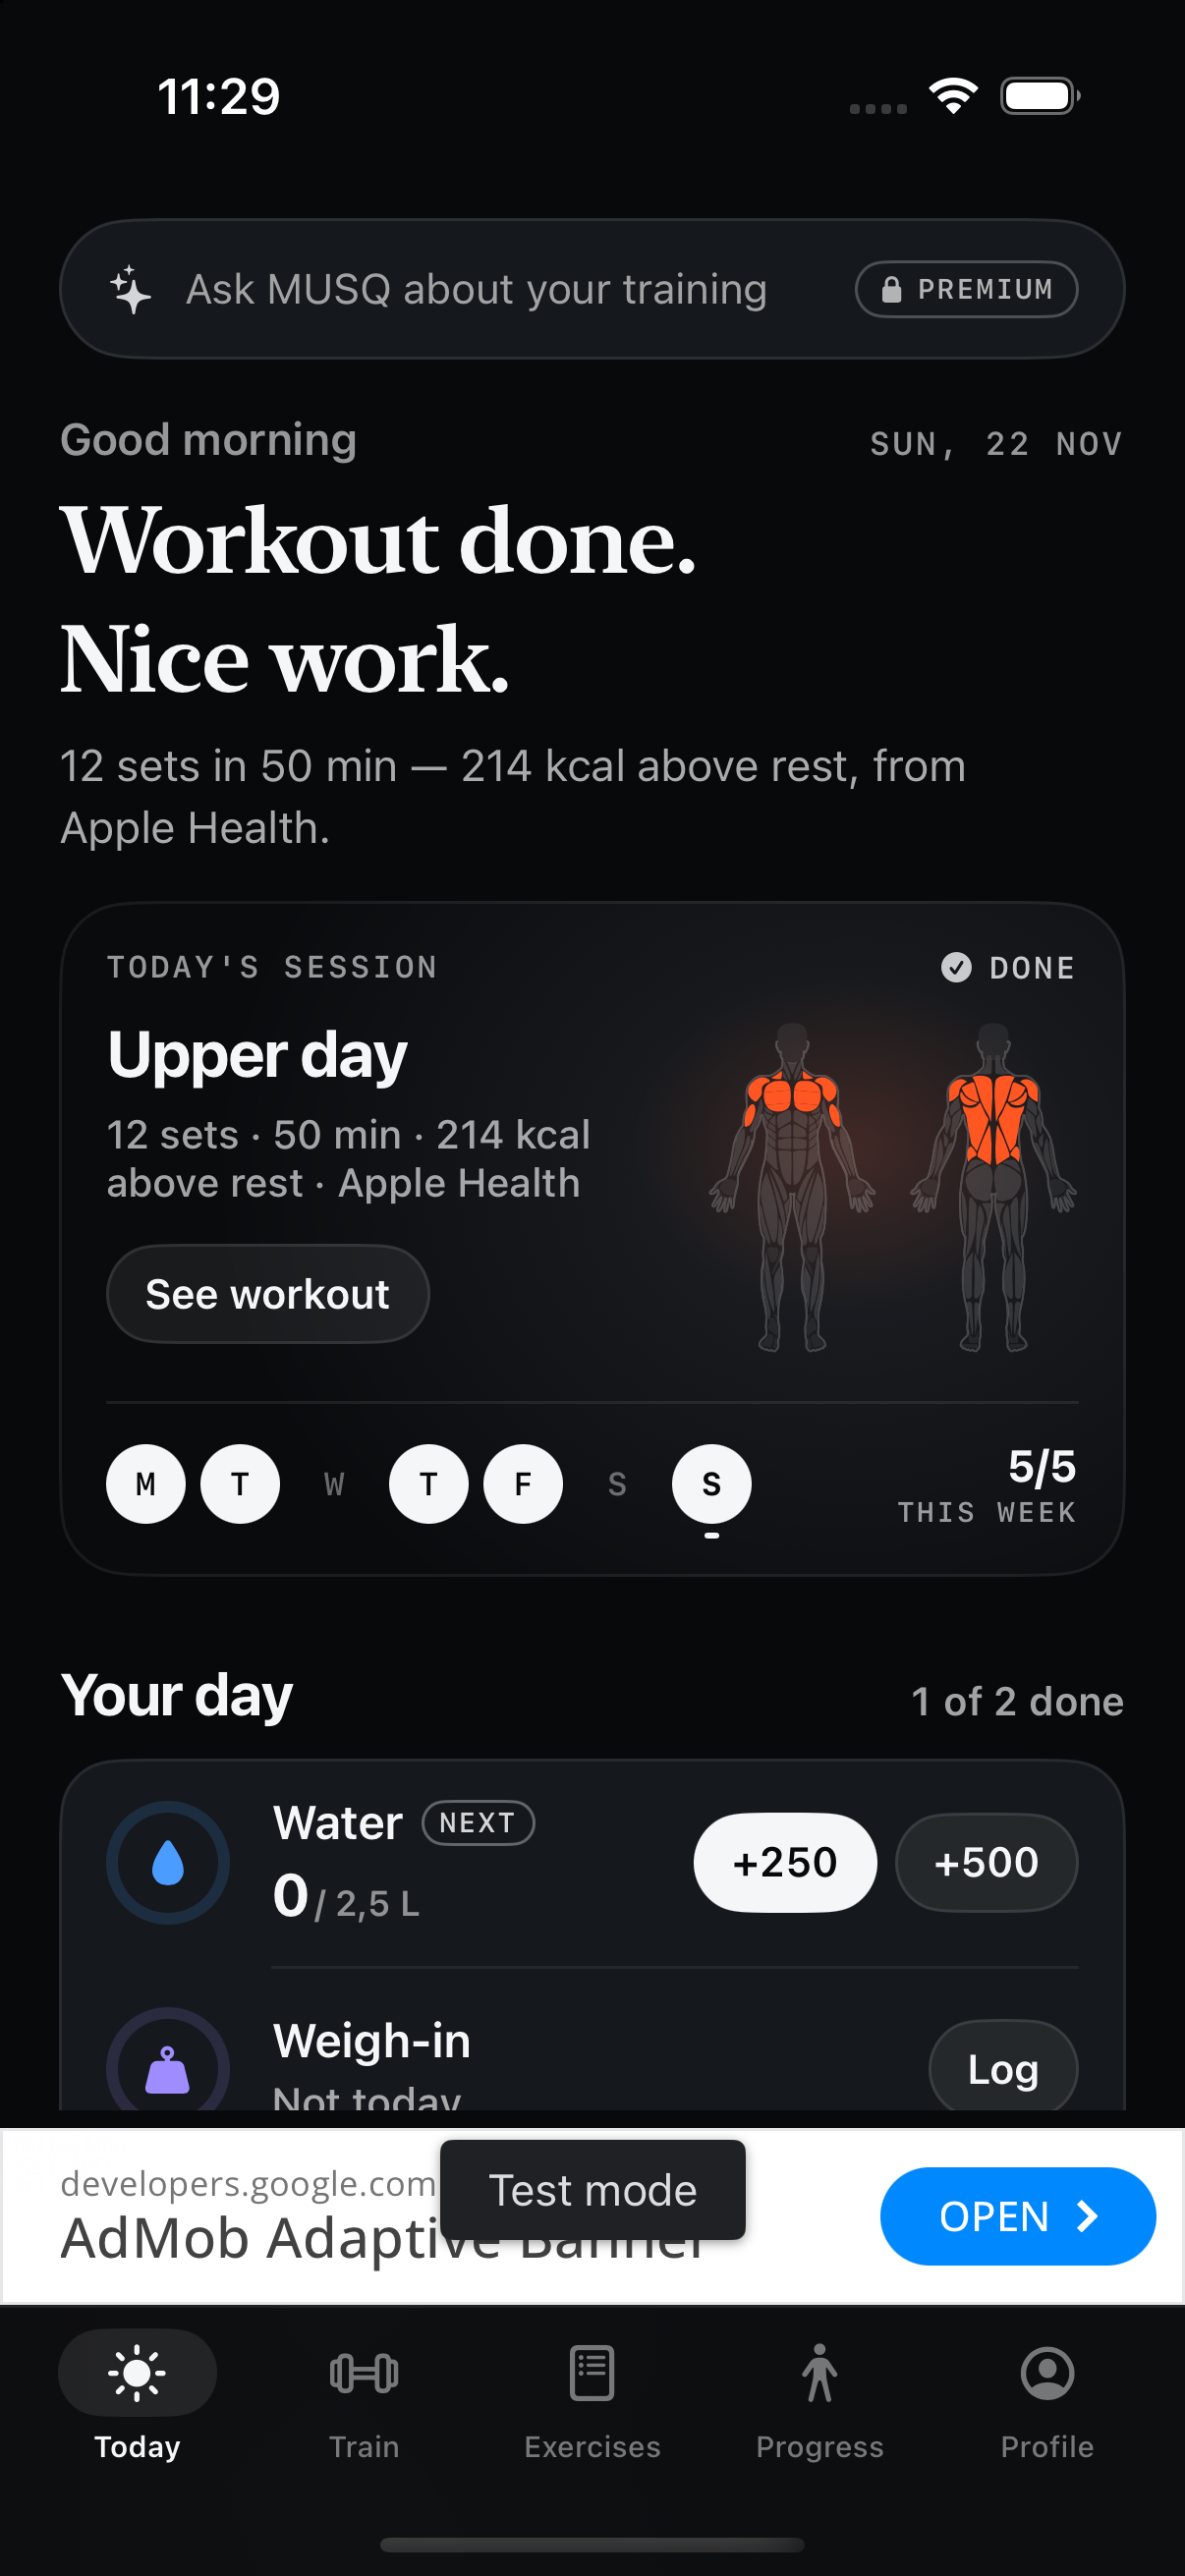 11:29
Ask MUSQ about your training
PREMIUM
Good morning
SUN, 22 NOV
Workout done.
Nice work.
12 sets in 50 min — 214 kcal above rest, from
Apple Health.
TODAY'S SESSION
DONE
Upper day
12 sets · 50 min · 214 kcal
above rest · Apple Health
See workout
M T W T F S S
5/5
THIS WEEK
Your day
1 of 2 done
Water NEXT
0 / 2,5 L
+250
+500
Weigh-in
Not today
Log
developers.google.com
Test mode
AdMob Adaptive Banner
OPEN
Today
Train
Exercises
Progress
Profile